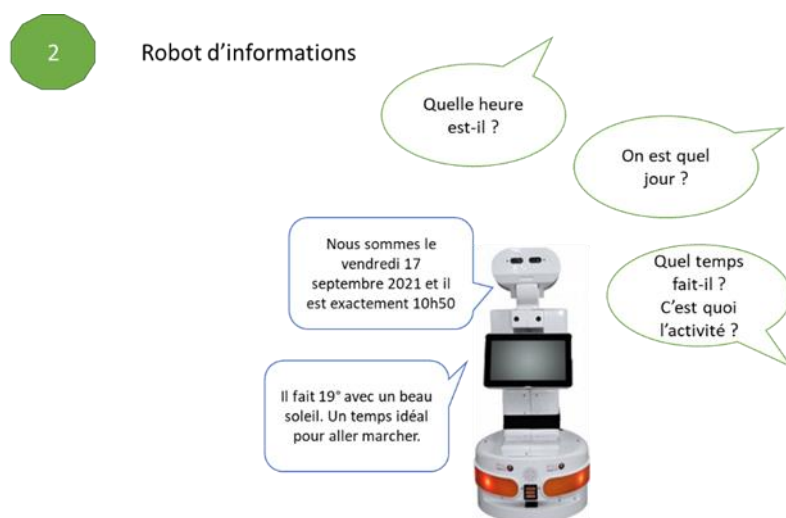 2
Robot d'informations
Quelle heure
est-il ?
On est quel
jour ?
Nous sommes le
vendredi 17
septembre 2021 et il
est exactement 10h50
Quel temps
fait-il ?
C'est quoi
l'activité ?
Il fait 19° avec un beau
soleil. Un temps idéal
pour aller marcher.